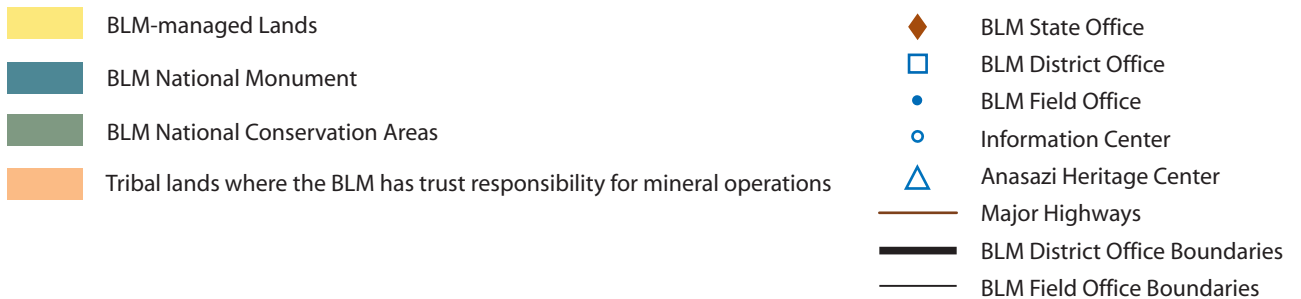 BLM-managed Lands
BLM National Monument
BLM National Conservation Areas
Tribal lands where the BLM has trust responsibility for mineral operations
BLM State Office
BLM District Office
BLM Field Office
Information Center
Anasazi Heritage Center
Major Highways
BLM District Office Boundaries
BLM Field Office Boundaries